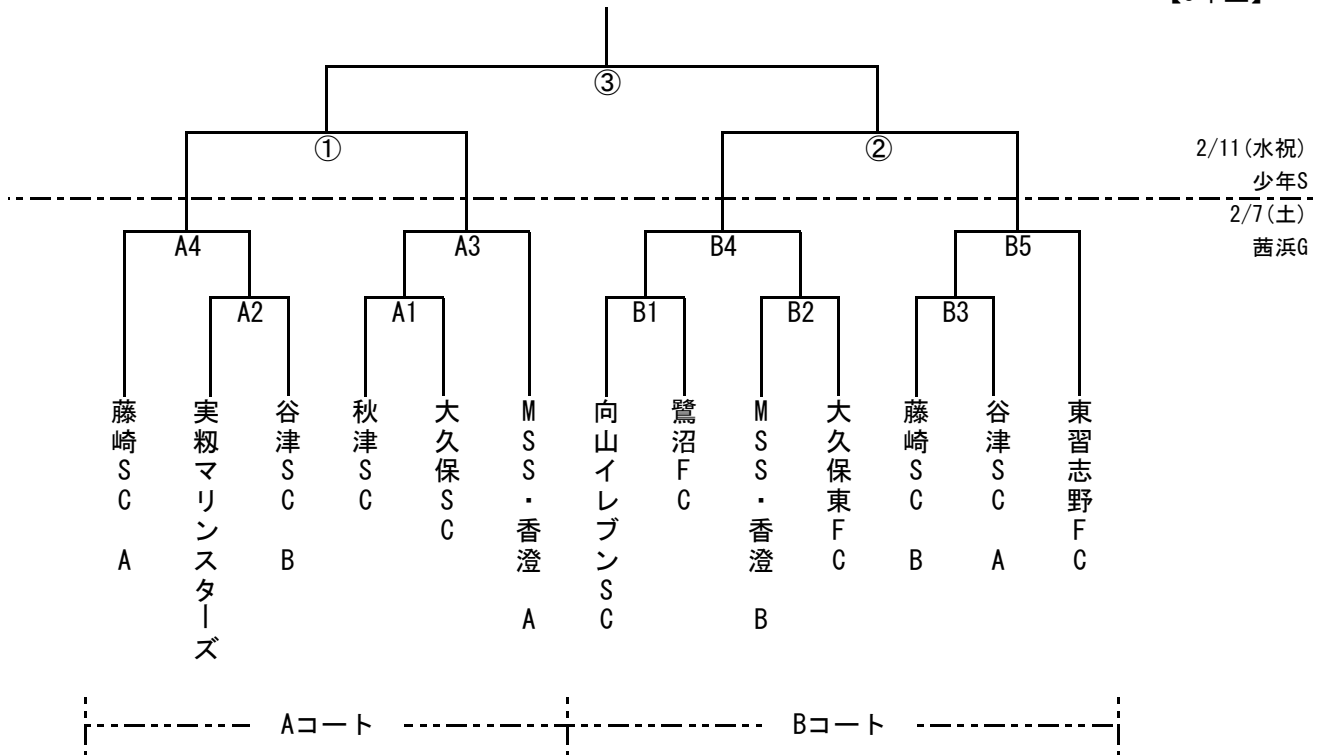 ③
①
②
2/11(水祝)
少年S
2/7(土)
茜浜G
A4
A3
B4
B5
A2
A1
B1
B2
B3
藤崎SC A
実籾マリンスターズ
谷津SC B
秋津SC
大久保SC
MSS・香澄 A
向山イレブンSC
鷺沼FC
MSS・香澄 B
大久保東FC
藤崎SC B
谷津SC A
東習志野FC
Aコート
Bコート